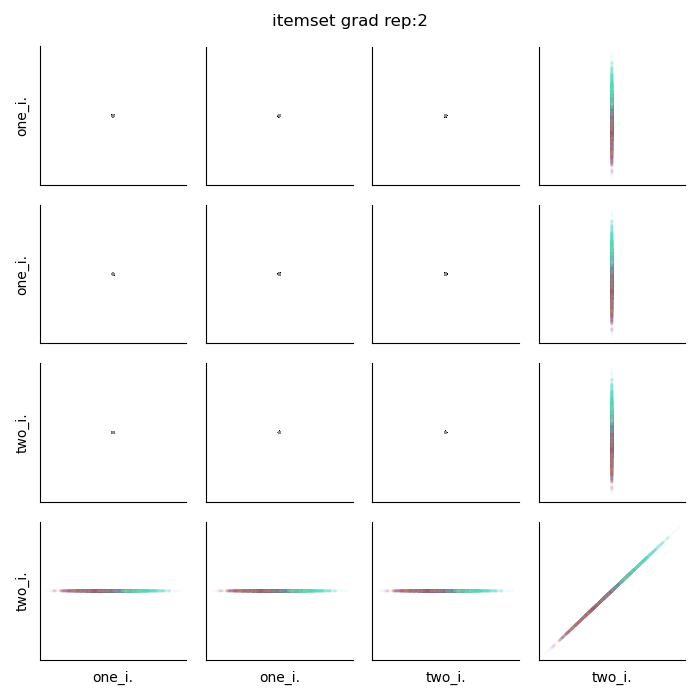 itemset grad rep:2
one_i.
one_i.
two_i.
two_i.
one_i. one_i. two_i. two_i.